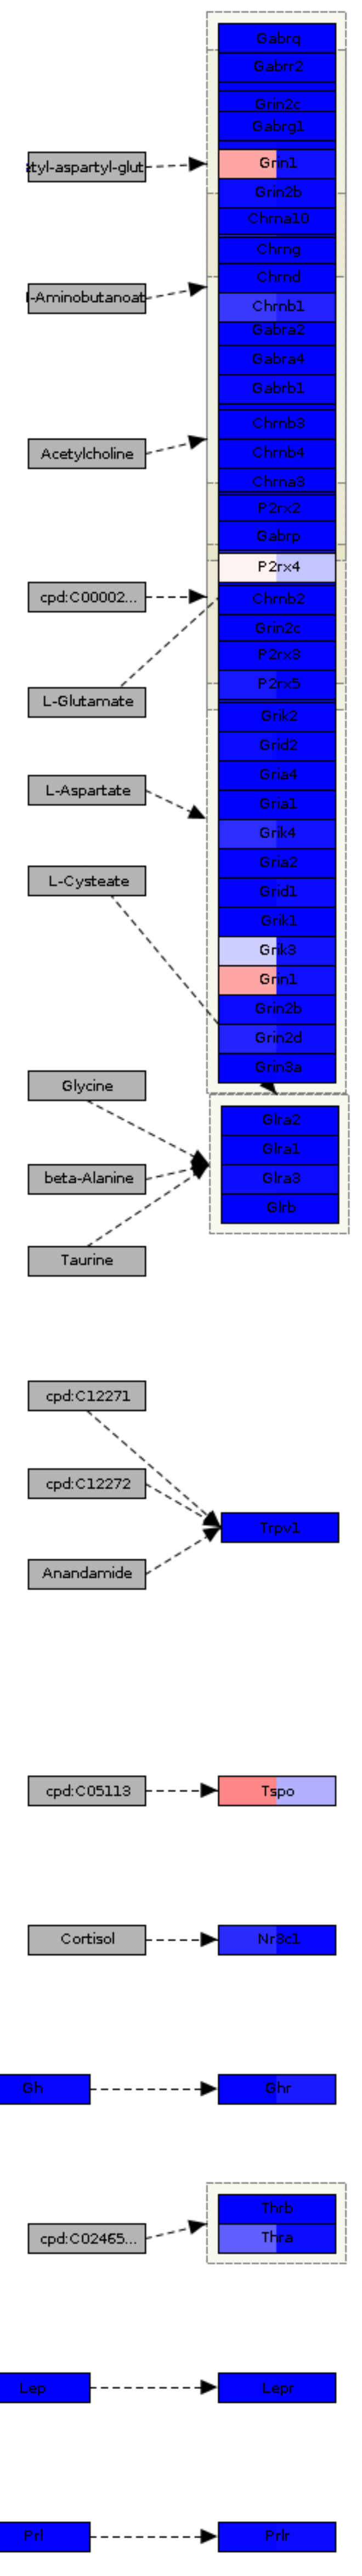 Gabrq
Gabrr2
Grin2c
Gabrg1
tyl-aspartyl-glut
Grin1
Grin2b
Chrna10
Chrng
Chrnd
l-Aminobutanoat
Chrnb1
Gabra2
Gabra4
Gabrb1
Chrnb3
Acetylcholine
Chrnb4
Chrna3
P2rx2
Gabrp
P2rx4
cpd:C00002...
Chrnb2
Grin2c
P2rx3
P2rx5
L-Glutamate
Grik2
Grid2
Gria4
L-Aspartate
Gria1
Grik4
Gria2
L-Cysteate
Grid1
Grik1
Grik3
Grin1
Grin2b
Grin2d
Grin3a
Glycine
Glra2
Glra1
beta-Alanine
Glra3
Glrb
Taurine
cpd:C12271
cpd:C12272
Trpv1
Anandamide
cpd:C05113
Tspo
Cortisol
Nr3c1
Gh
Ghr
Thrb
cpd:C02465...
Thra
Lep
Lepr
Prl
Prlr